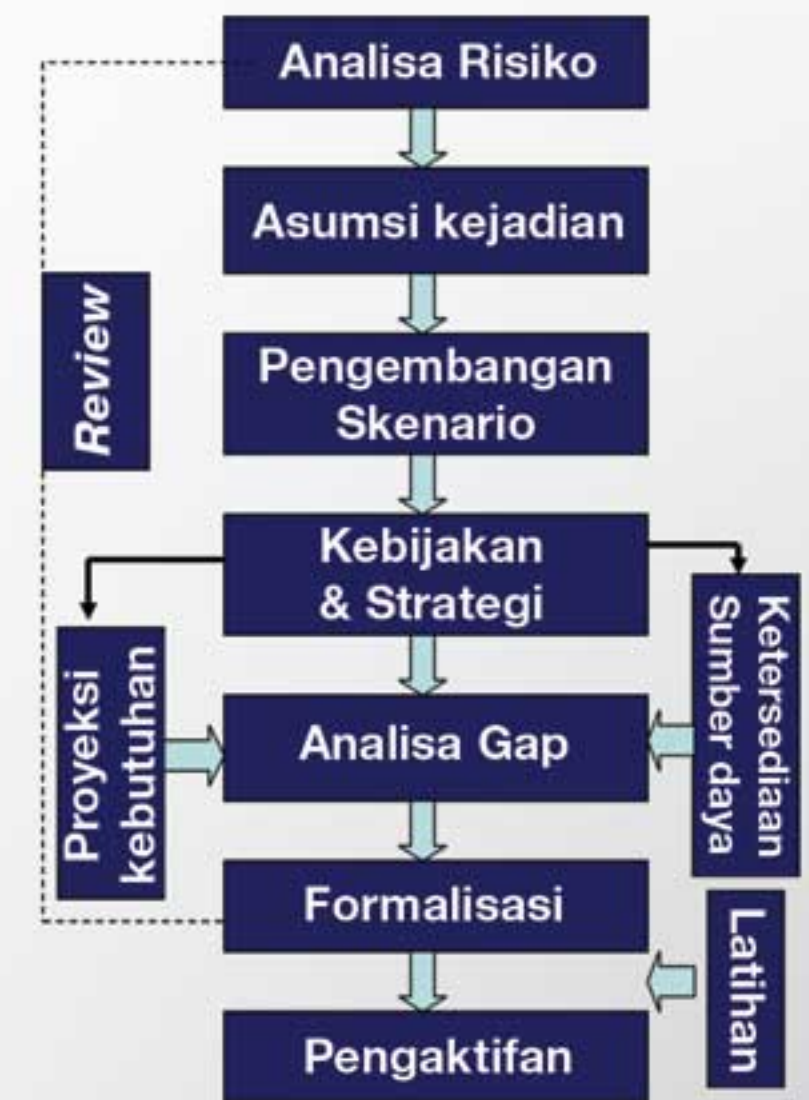 Analisa Risiko
Asumsi kejadian
Review
Pengembangan
Skenario
Kebijakan
& Strategi
Proyeksi
kebutuhan
Analisa Gap
Ketersediaan
Sumber daya
Formalisasi
Latihan
Pengaktifan